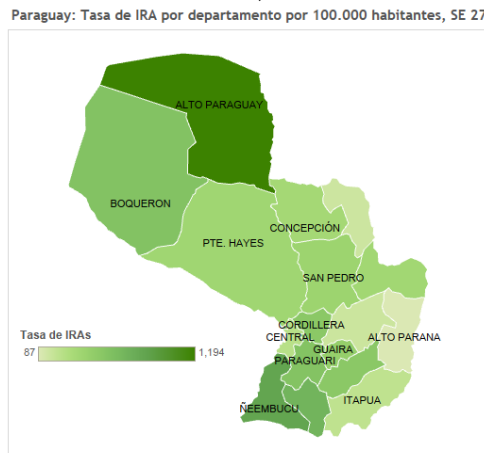 Paraguay: Tasa de IRA por departamento por 100.000 habitantes, SE 27
ALTO PARAGUAY
BOQUERON
CONCEPCIÓN
PTE. HAYES
SAN PEDRO
CORDILLERA
Tasa de IRAs
CENTRAL
ALTO PARANA
GUAIRA
87
1,194
PARAGUARI
ITAPUA
ÑEEMBUCU